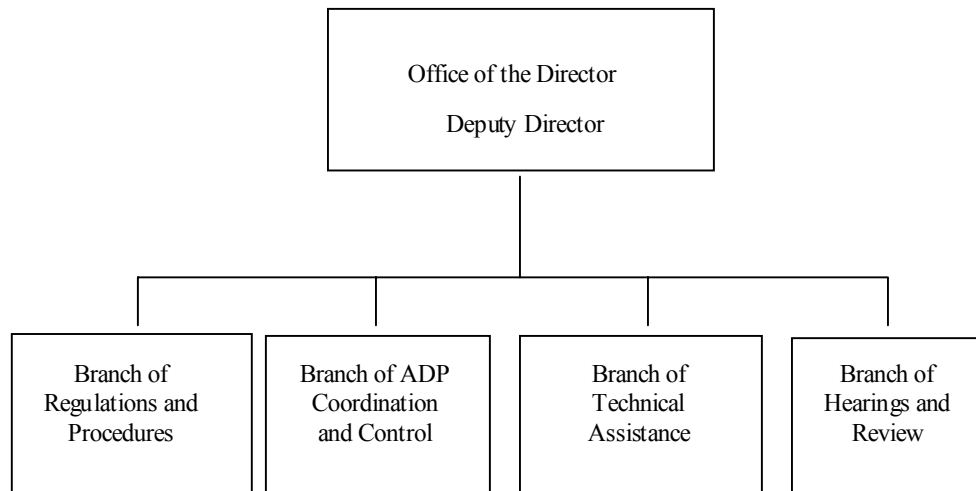 Office of the Director
Deputy Director
Branch of
Regulations and
Procedures
Branch of ADP
Coordination
and Control
Branch of
Technical
Assistance
Branch of
Hearings and
Review